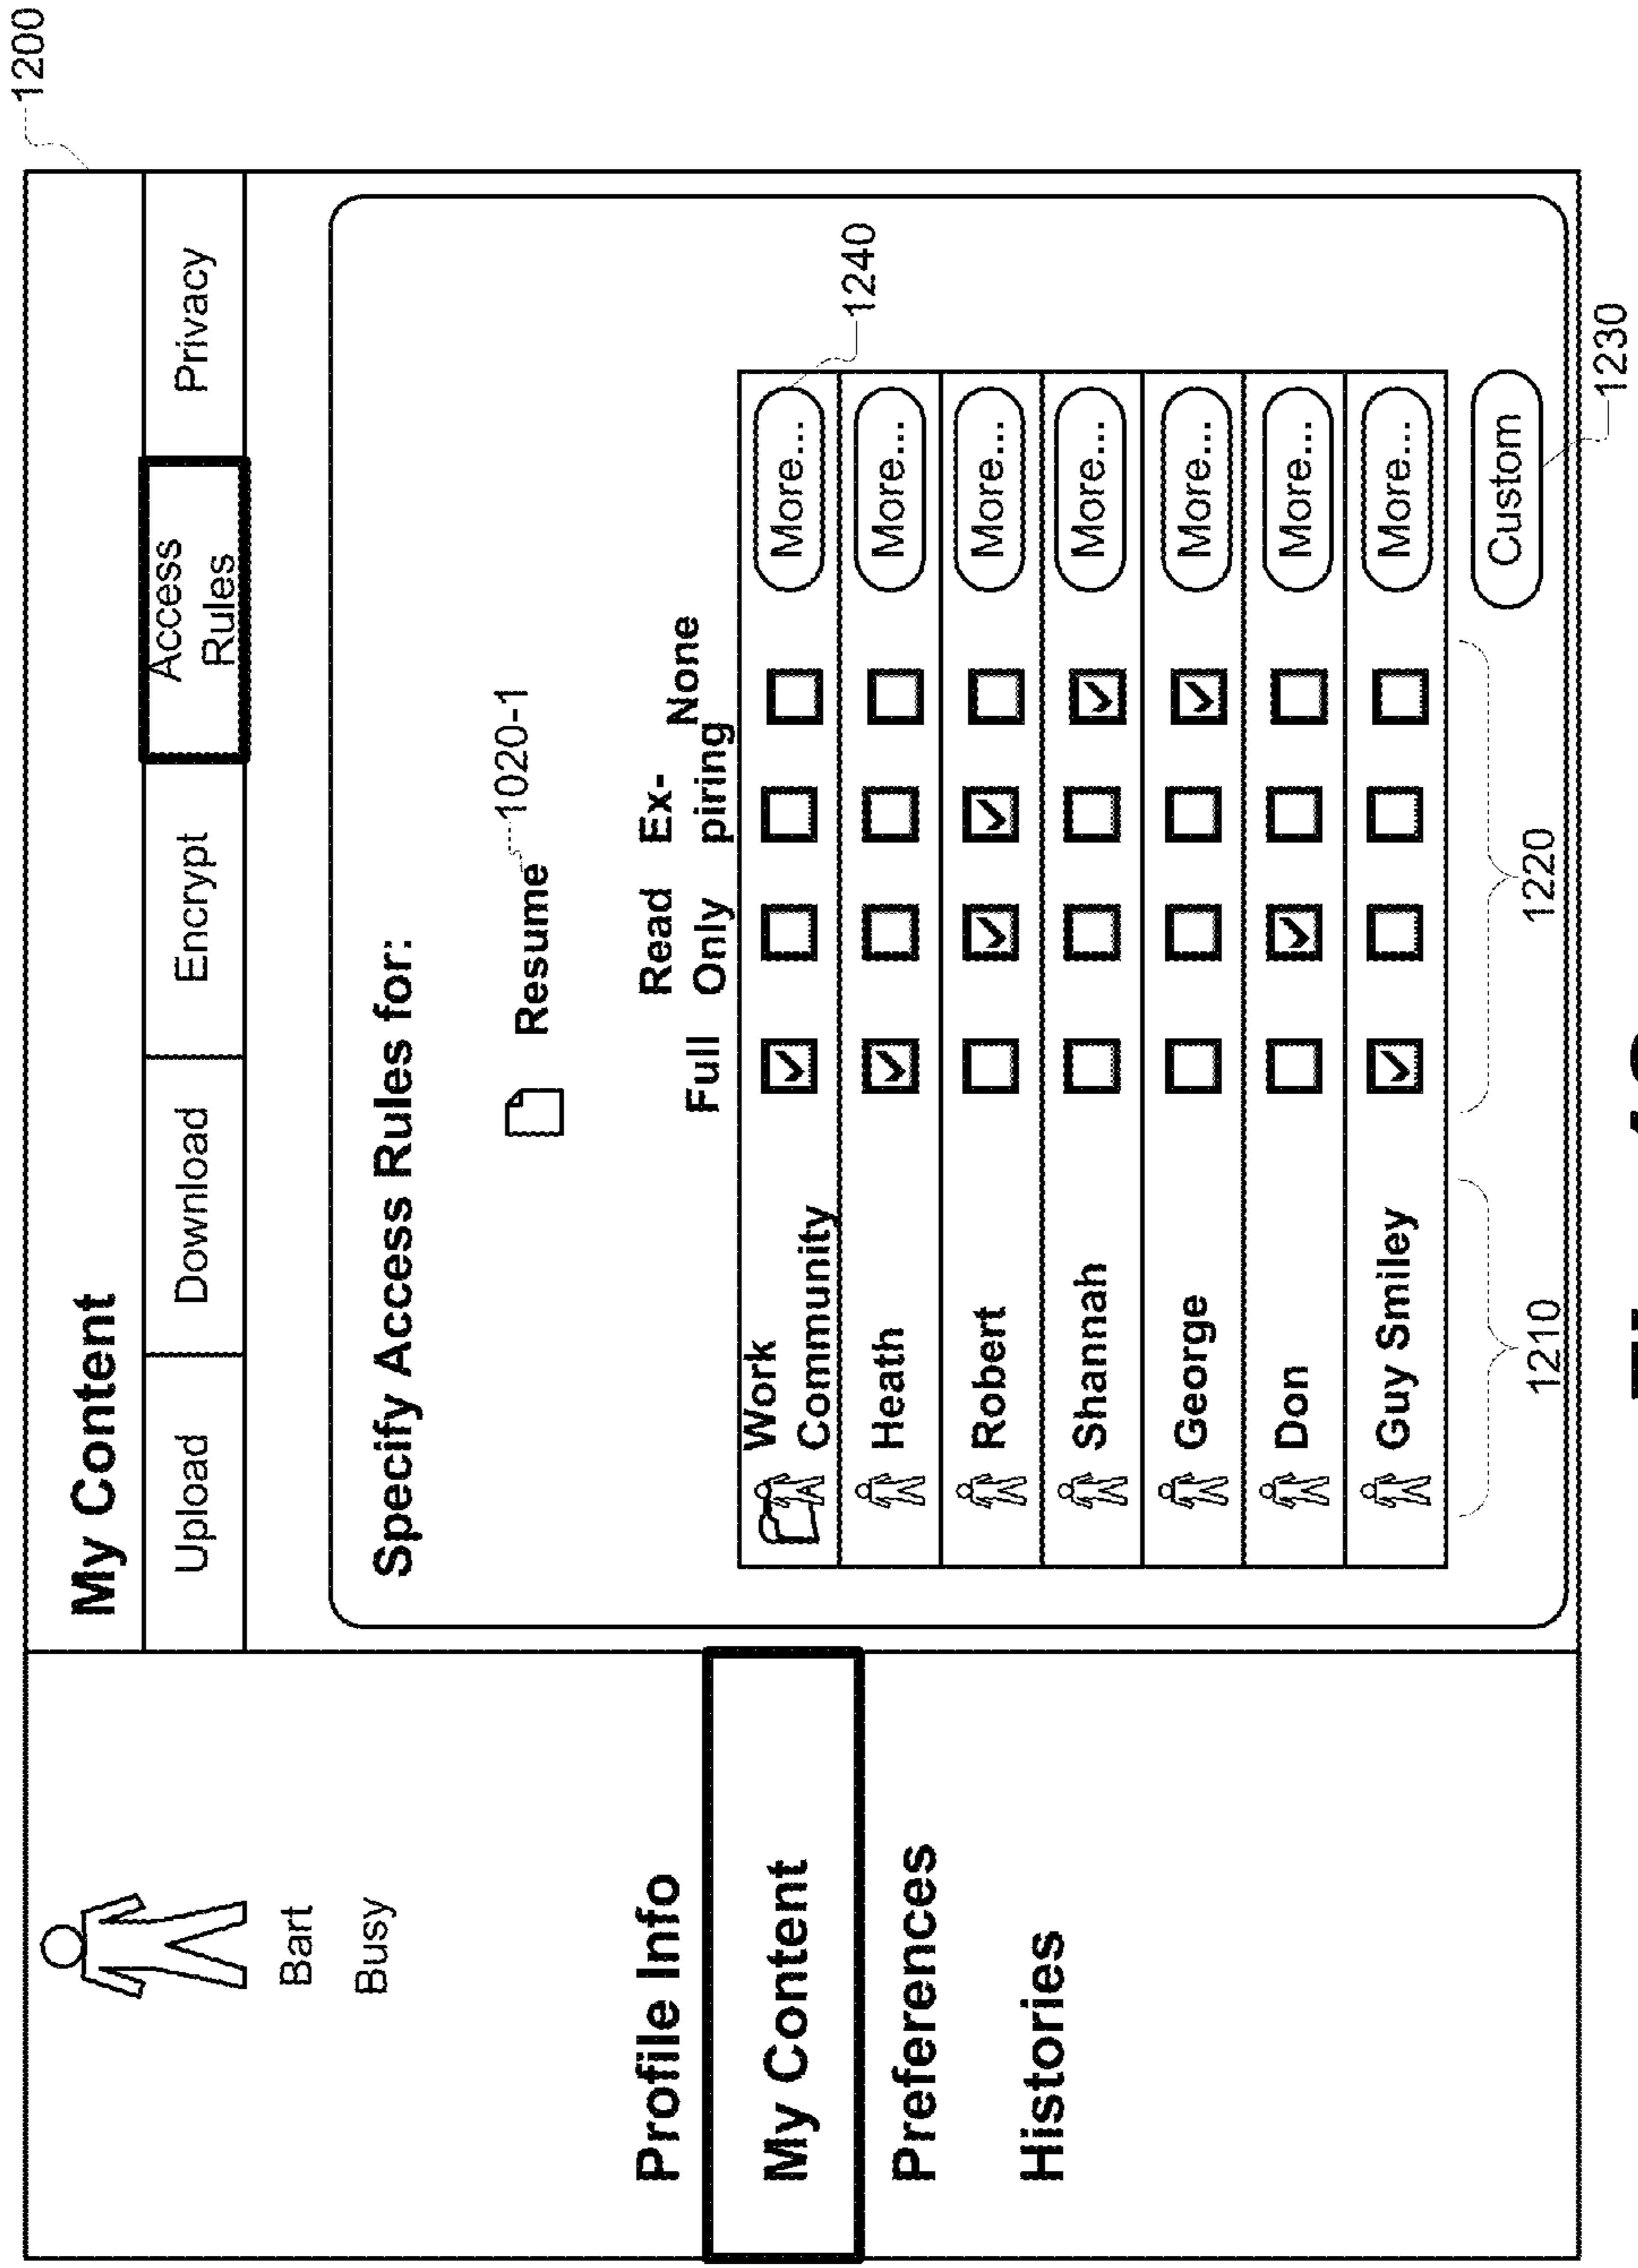 1200
Bart
Busy
Profile Info
My Content
Preferences
Histories
My Content
Upload
Download
Encrypt
Access
Rules
Privacy
Specify Access Rules for:
Resume
1020-1
Full
Read
Only
Ex-
piring
None
Work
Community
More...
1240
Heath
More...
Robert
More...
Shannah
More...
George
More...
Don
More...
Guy Smiley
More...
1210
1220
Custom
1230